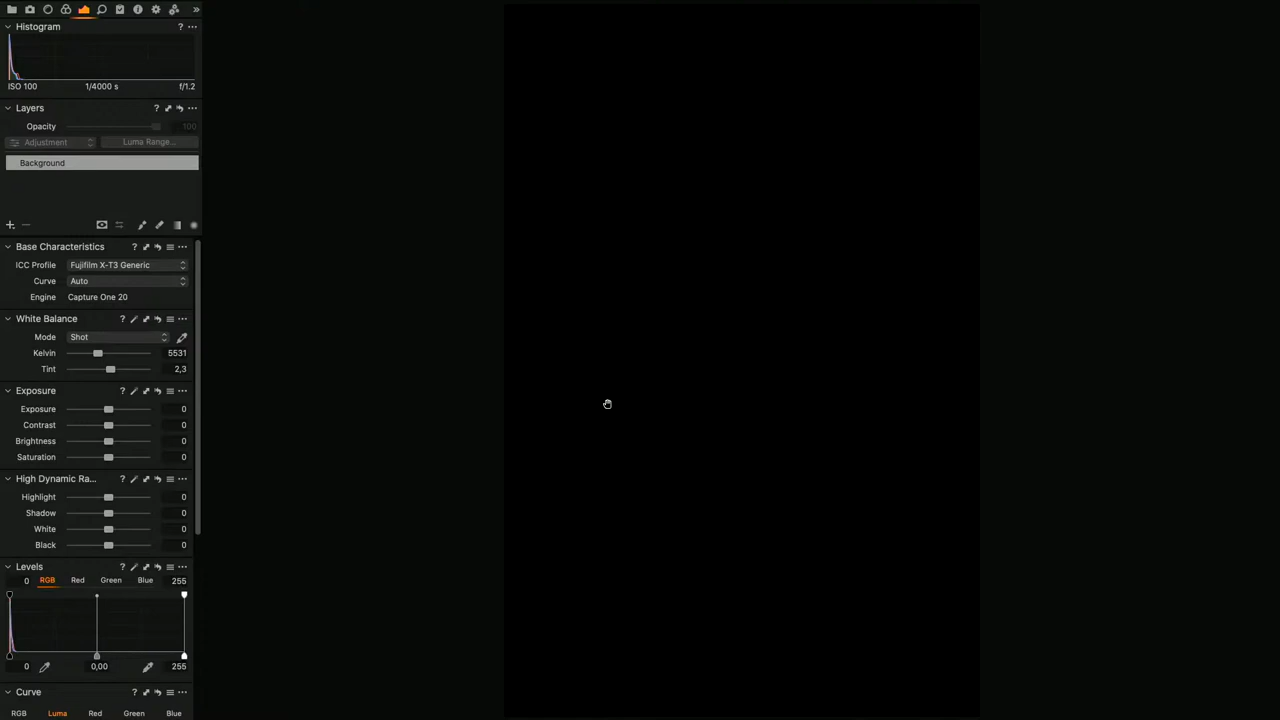 Histogram ?
ISO 100 1/4000 s f/1.2
Layers ?
Opacity 100
Adjustment Luma Range...
Background
Base Characteristics ?
ICC Profile Fujifilm X-T3 Generic
Curve Auto
Engine Capture One 20
White Balance ?
Mode Shot
Kelvin 5531
Tint 2,3
Exposure ?
Exposure 0
Contrast 0
Brightness 0
Saturation 0
High Dynamic Ra... ?
Highlight 0
Shadow 0
White 0
Black 0
Levels ?
0 RGB Red Green Blue 255
0 0,00 255
Curve ?
RGB Luma Red Green Blue